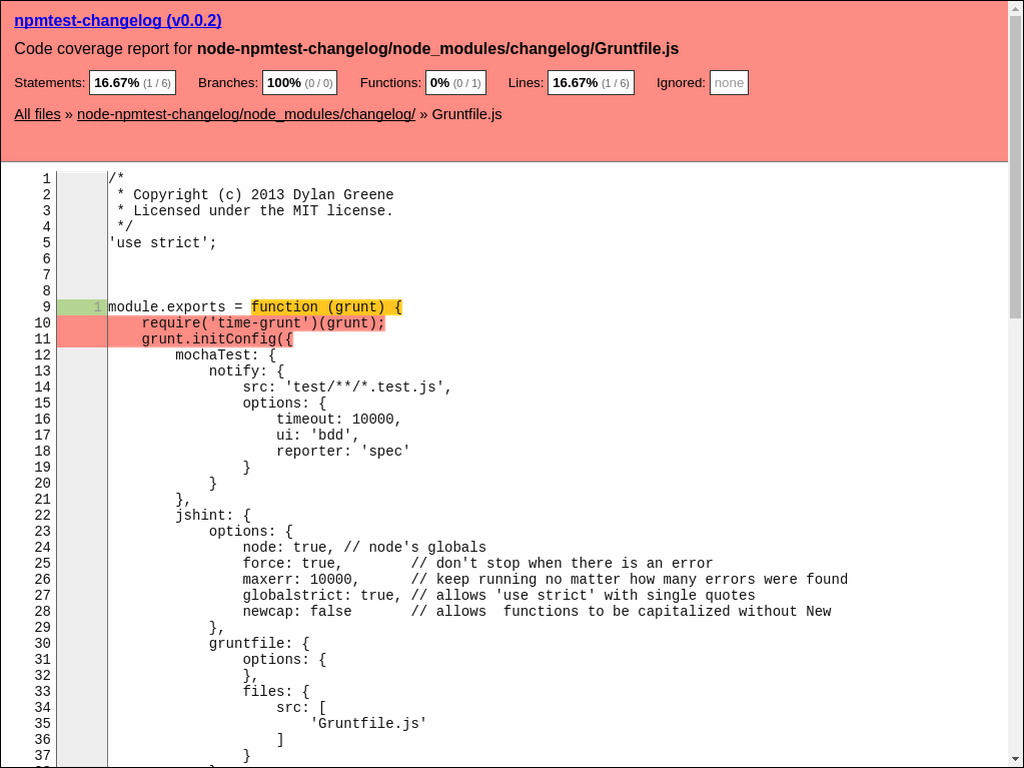 npmtest-changelog (v0.0.2)
Code coverage report for node-npmtest-changelog/node_modules/changelog/Gruntfile.js
Statements: 16.67% (1 / 6) Branches: 100% (0 / 0) Functions: 0% (0 / 1) Lines: 16.67% (1 / 6) Ignored: none
All files » node-npmtest-changelog/node_modules/changelog/ » Gruntfile.js
1 /*
2  * Copyright (c) 2013 Dylan Greene
3  * Licensed under the MIT license.
4  */
5 'use strict';
6
7
8
9 1 module.exports = function (grunt) {
10     require('time-grunt')(grunt);
11     grunt.initConfig({
12         mochaTest: {
13             notify: {
14                 src: 'test/**/*.test.js',
15                 options: {
16                     timeout: 10000,
17                     ui: 'bdd',
18                     reporter: 'spec'
19                 }
20             }
21         },
22         jshint: {
23             options: {
24                 node: true, // node's globals
25                 force: true,        // don't stop when there is an error
26                 maxerr: 10000,      // keep running no matter how many errors were found
27                 globalstrict: true, // allows 'use strict' with single quotes
28                 newcap: false       // allows  functions to be capitalized without New
29             },
30             gruntfile: {
31                 options: {
32                 },
33                 files: {
34                     src: [
35                         'Gruntfile.js'
36                     ]
37                 }